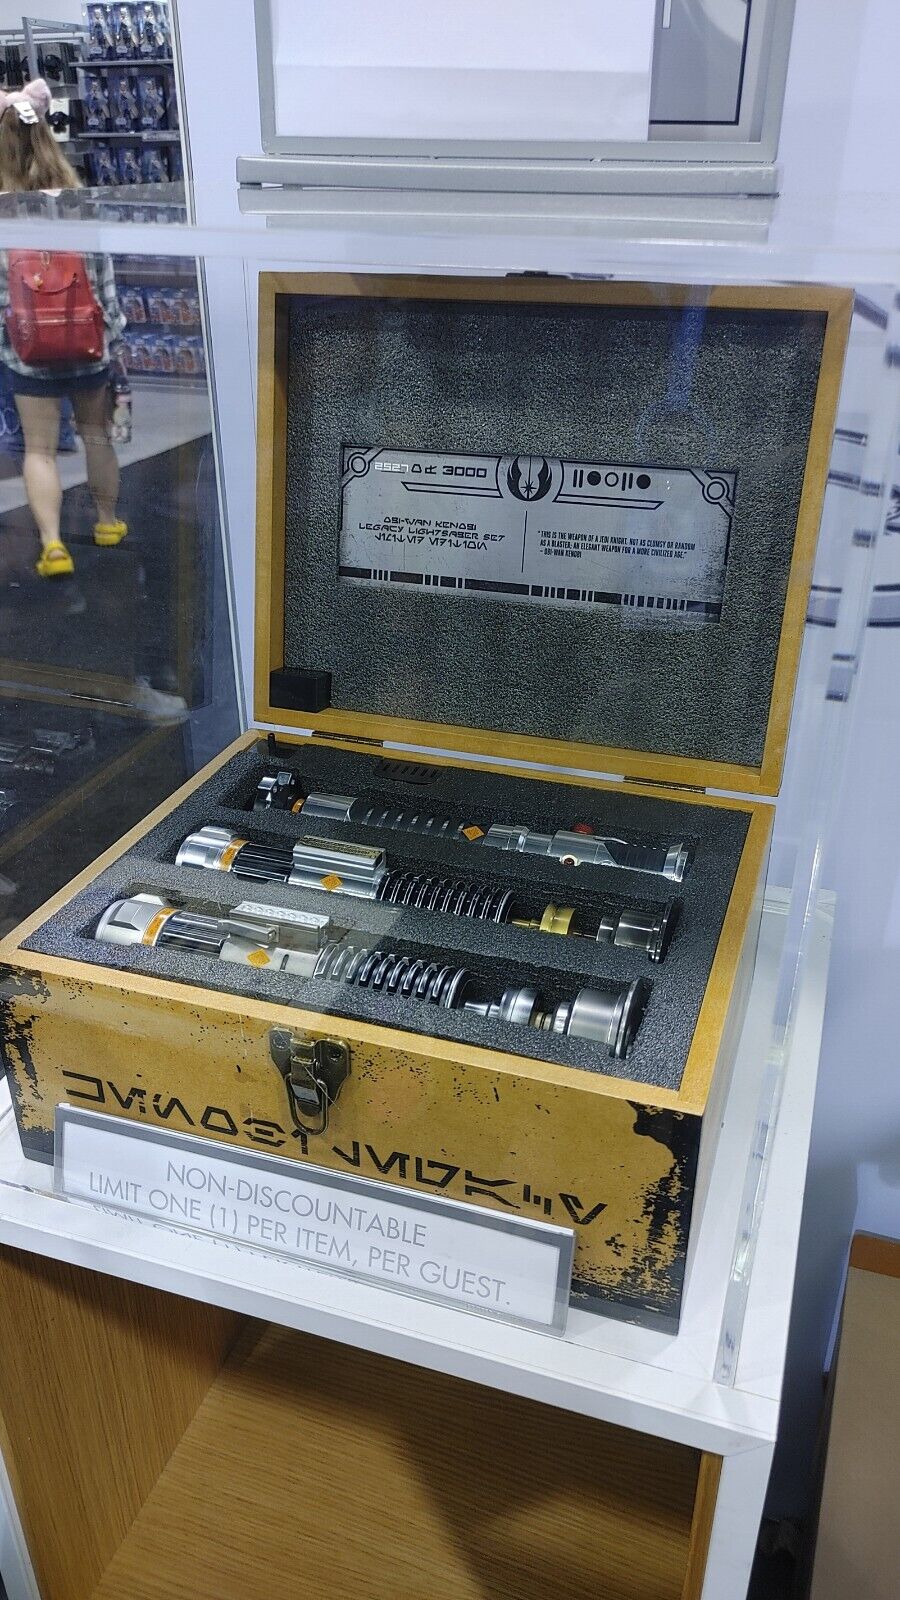 2527 OF 3000
OBI-WAN KENOBI
LEGACY LIGHTSABER SET
"THIS IS THE WEAPON OF A JEDI KNIGHT. NOT AS CLUMSY OR RANDOM
AS A BLASTER; AN ELEGANT WEAPON FOR A MORE CIVILIZED AGE."
- OBI-WAN KENOBI
NON-DISCOUNTABLE
LIMIT ONE (1) PER ITEM, PER GUEST.